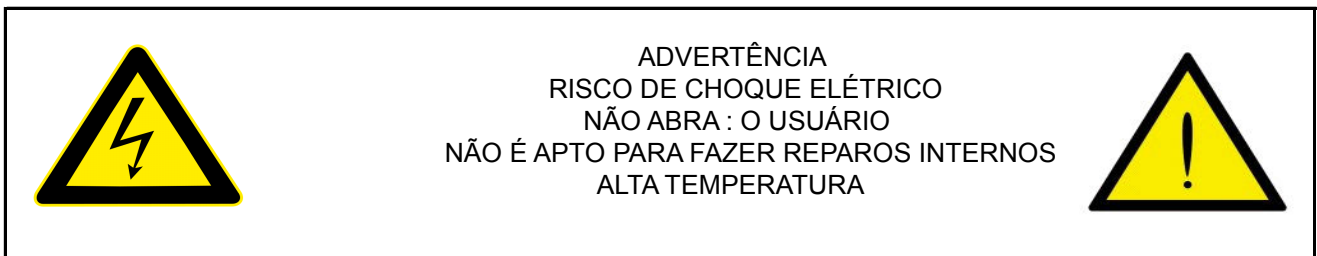 ADVERTÊNCIA
RISCO DE CHOQUE ELÉTRICO
NÃO ABRA : O USUÁRIO
NÃO É APTO PARA FAZER REPAROS INTERNOS
ALTA TEMPERATURA